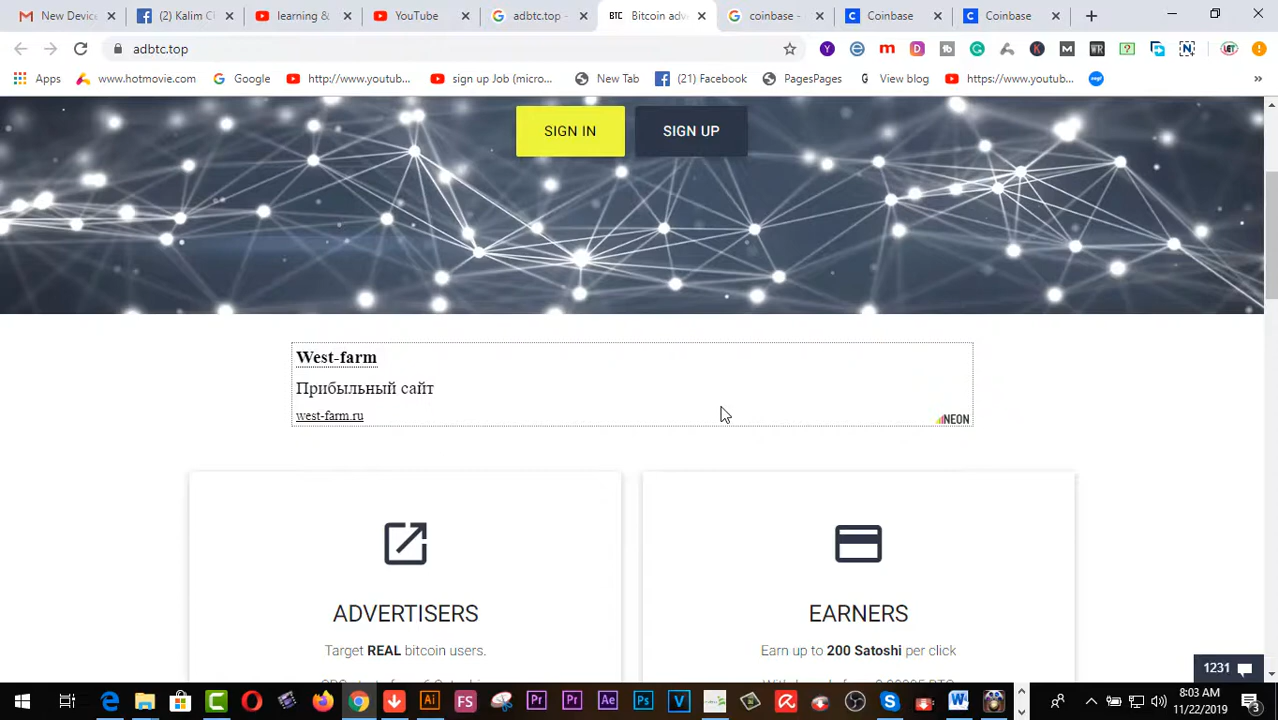 New Device
(2) Kalim C
learning &
YouTube
adbtc.top -
BTC Bitcoin adv
coinbase -
Coinbase
Coinbase
adbtc.top
Apps
www.hotmovie.com
Google
http://www.youtub...
sign up Job (micro...
New Tab
(21) Facebook
PagesPages
View blog
https://www.youtub...
»
SIGN IN
SIGN UP
West-farm
Прибыльный сайт
west-farm.ru
NEON
ADVERTISERS
EARNERS
Target REAL bitcoin users.
Earn up to 200 Satoshi per click
1231
8:03 AM
11/22/2019